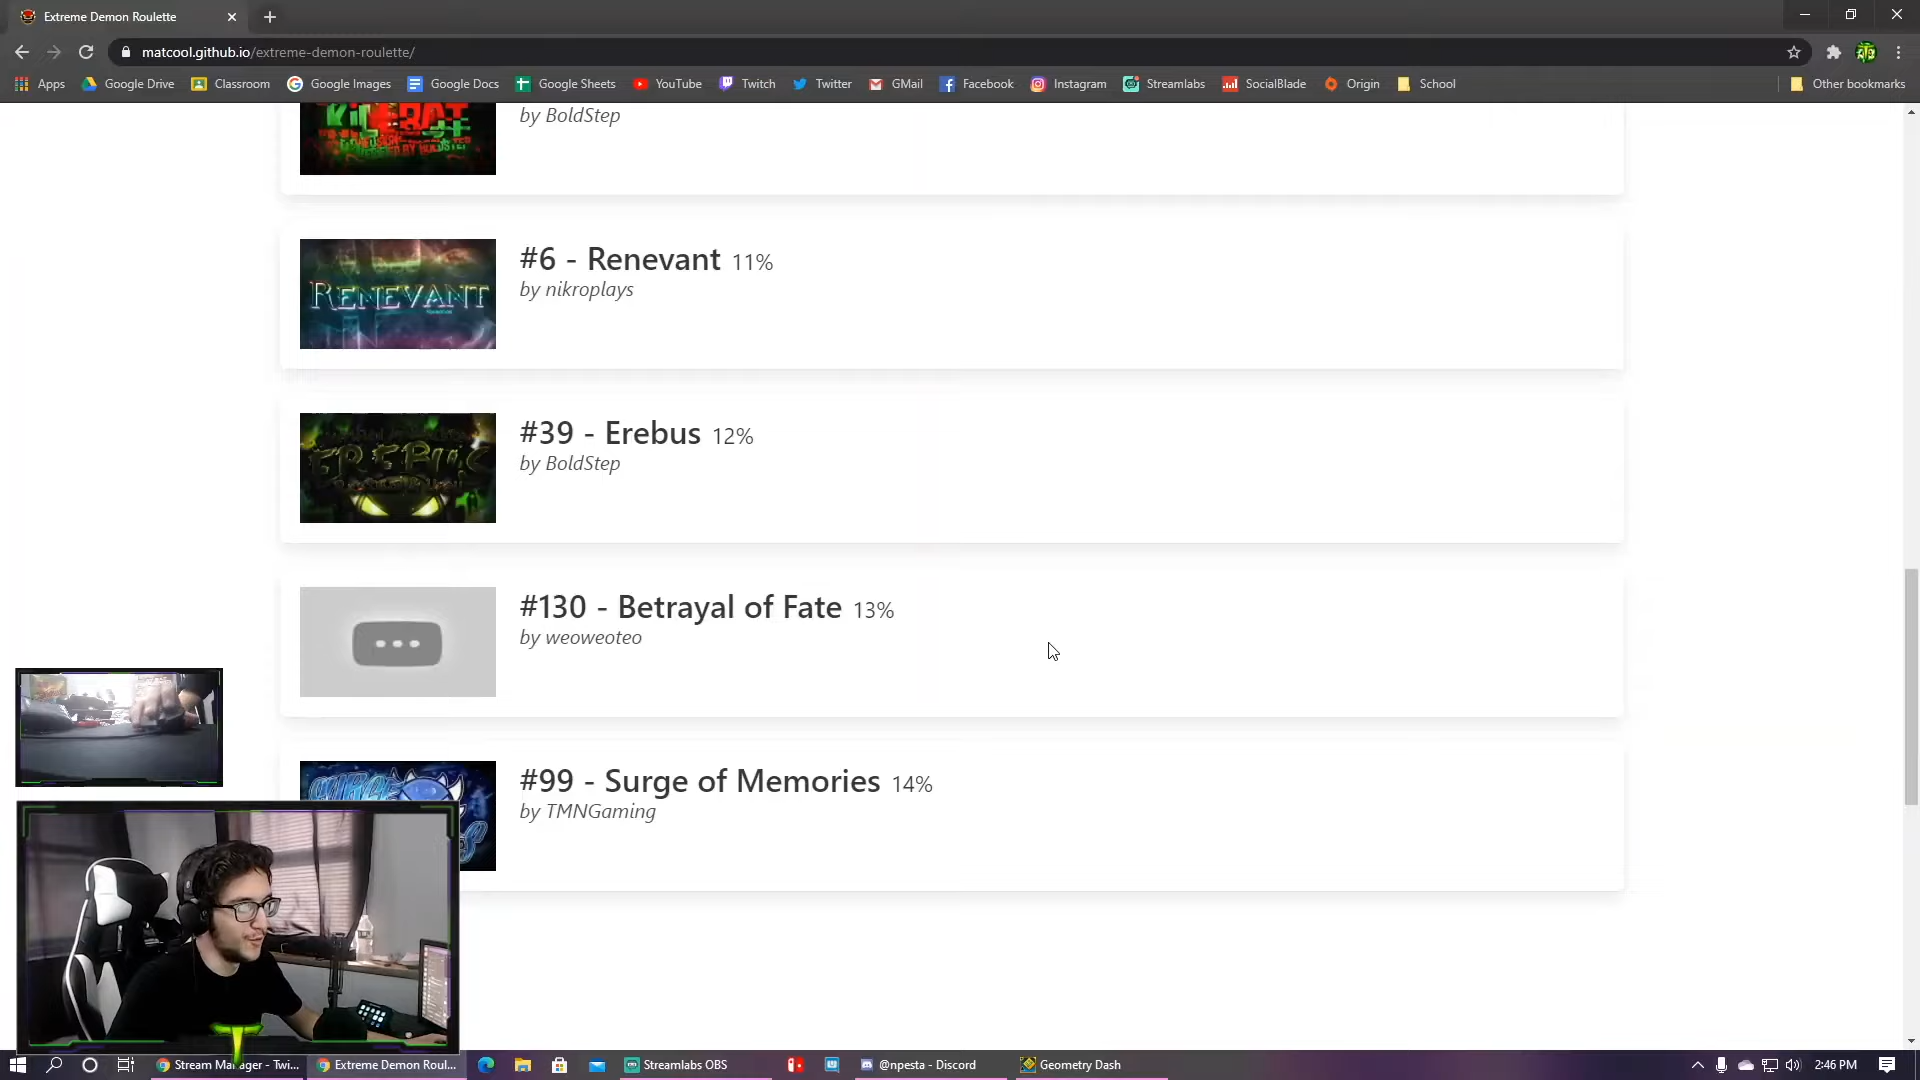 Extreme Demon Roulette
matcool.github.io/extreme-demon-roulette/
Apps Google Drive Classroom Google Images Google Docs Google Sheets YouTube Twitch Twitter GMail Facebook Instagram Streamlabs SocialBlade Origin School Other bookmarks
by BoldStep
#6 - Renevant 11%
by nikroplays
RENEVANT
#39 - Erebus 12%
by BoldStep
EREBUS
#130 - Betrayal of Fate 13%
by weoweoteo
#99 - Surge of Memories 14%
by TMNGaming
SURGE
Stream Manager - Twi... Extreme Demon Roul... Streamlabs OBS @npesta - Discord Geometry Dash 2:46 PM